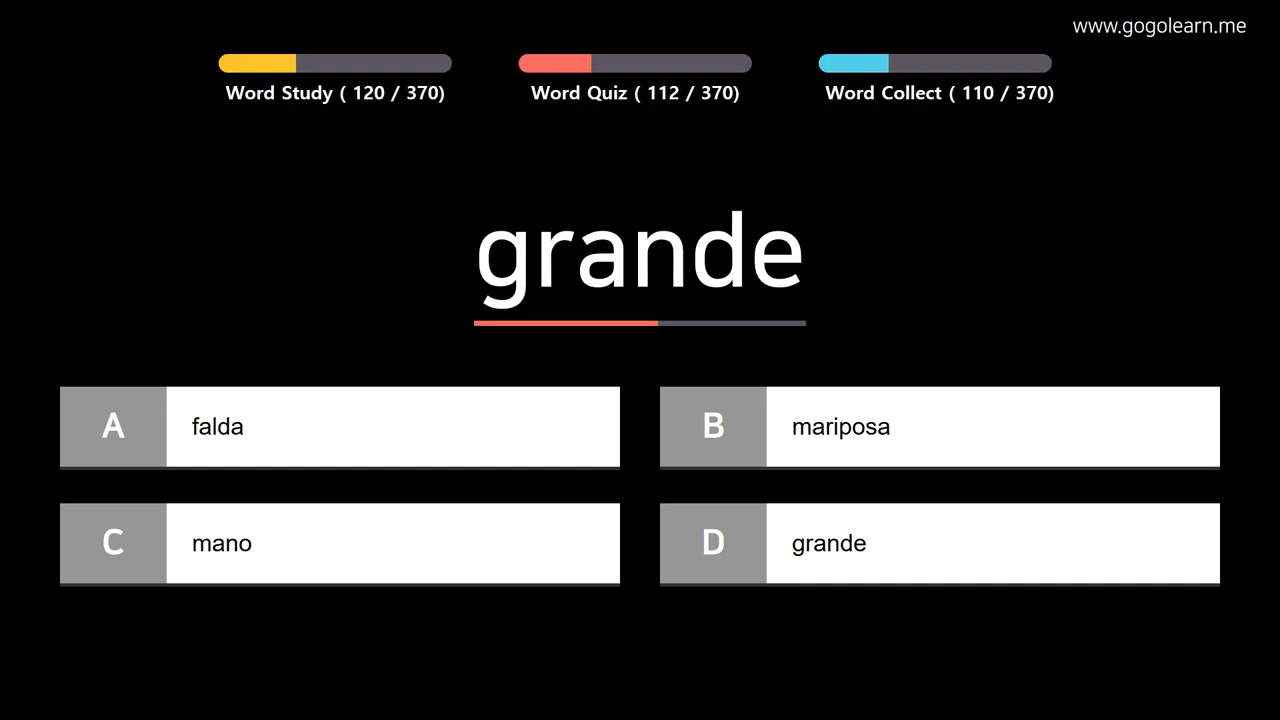 www.gogolearn.me
Word Study ( 120 / 370)
Word Quiz ( 112 / 370)
Word Collect ( 110 / 370)
grande
A falda
B mariposa
C mano
D grande